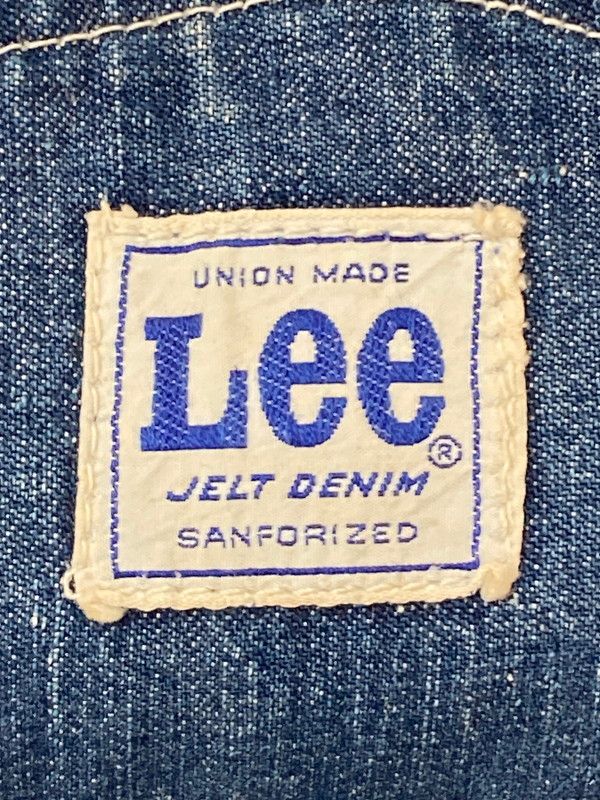 UNION MADE
Lee
®
JELT DENIM
SANFORIZED